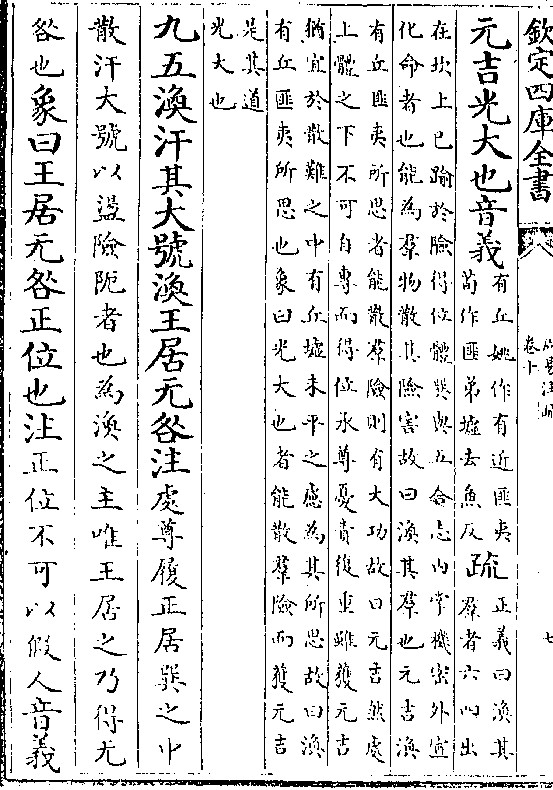 欽定四庫全書
卷十
七
元吉光大也音義
有丘姚作有近匪夷
荀作匪弟墟去魚反
疏
正義曰渙其
羣者六四出
在坎上已踰於險得位體巽與五合志内掌機密外宣
化命者也能為羣物散其險害故曰渙其羣也元吉渙
有丘匪夷所思者能散羣險則有大功故曰元吉然處
上體之下不可自專而得位承尊憂責復重雖獲元吉
猶宜於散難之中有丘墟未平之慮為其所思故曰渙
有丘匪夷所思也象曰光大也者能散羣險而獲元吉
是其道
光大也
九五渙汗其大號渙王居无咎注處尊履正居巽之中
散汗大號以盪險阨者也為渙之主唯王居之乃得无
咎也象曰王居无咎正位也注正位不可以假人音義